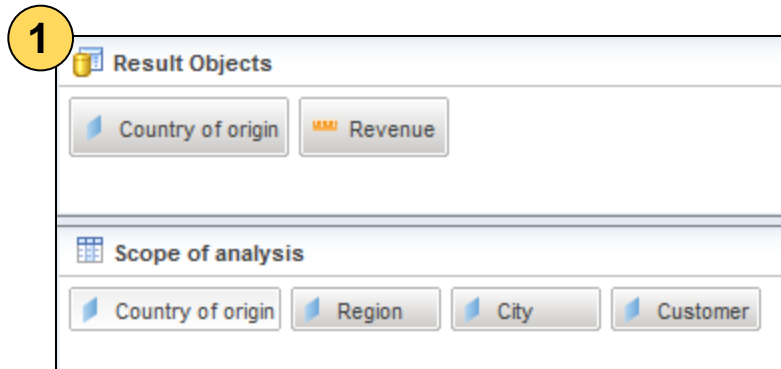 1
Result Objects
Country of origin Revenue
Scope of analysis
Country of origin Region City Customer